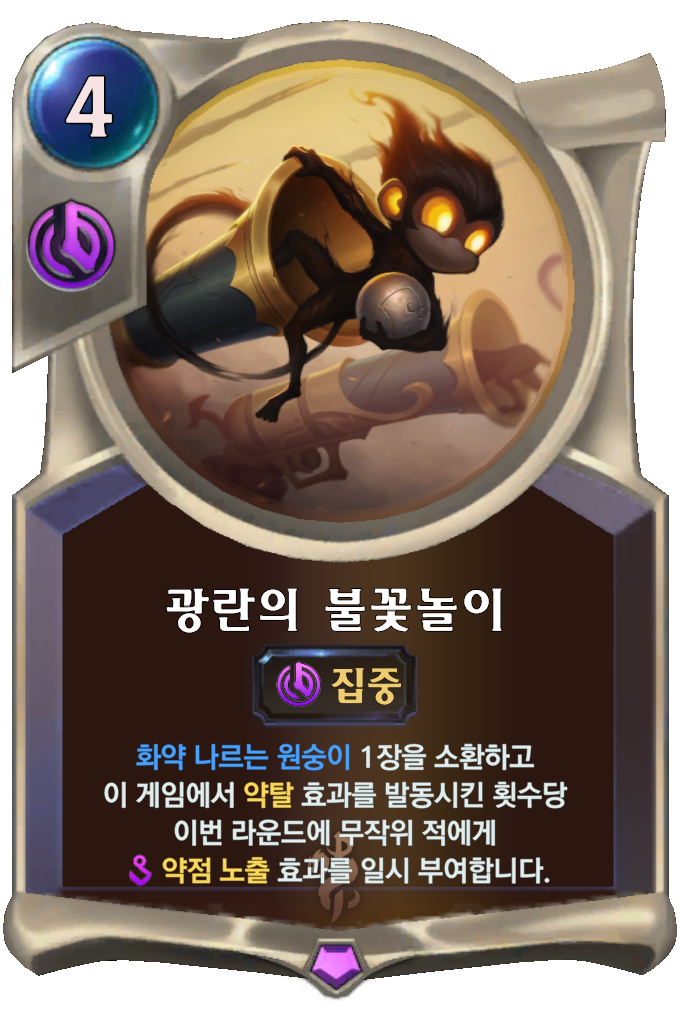 4
광란의 불꽃놀이
집중
화약 나르는 원숭이 1장을 소환하고
이 게임에서 약탈 효과를 발동시킨 횟수당
이번 라운드에 무작위 적에게
약점 노출 효과를 일시 부여합니다.